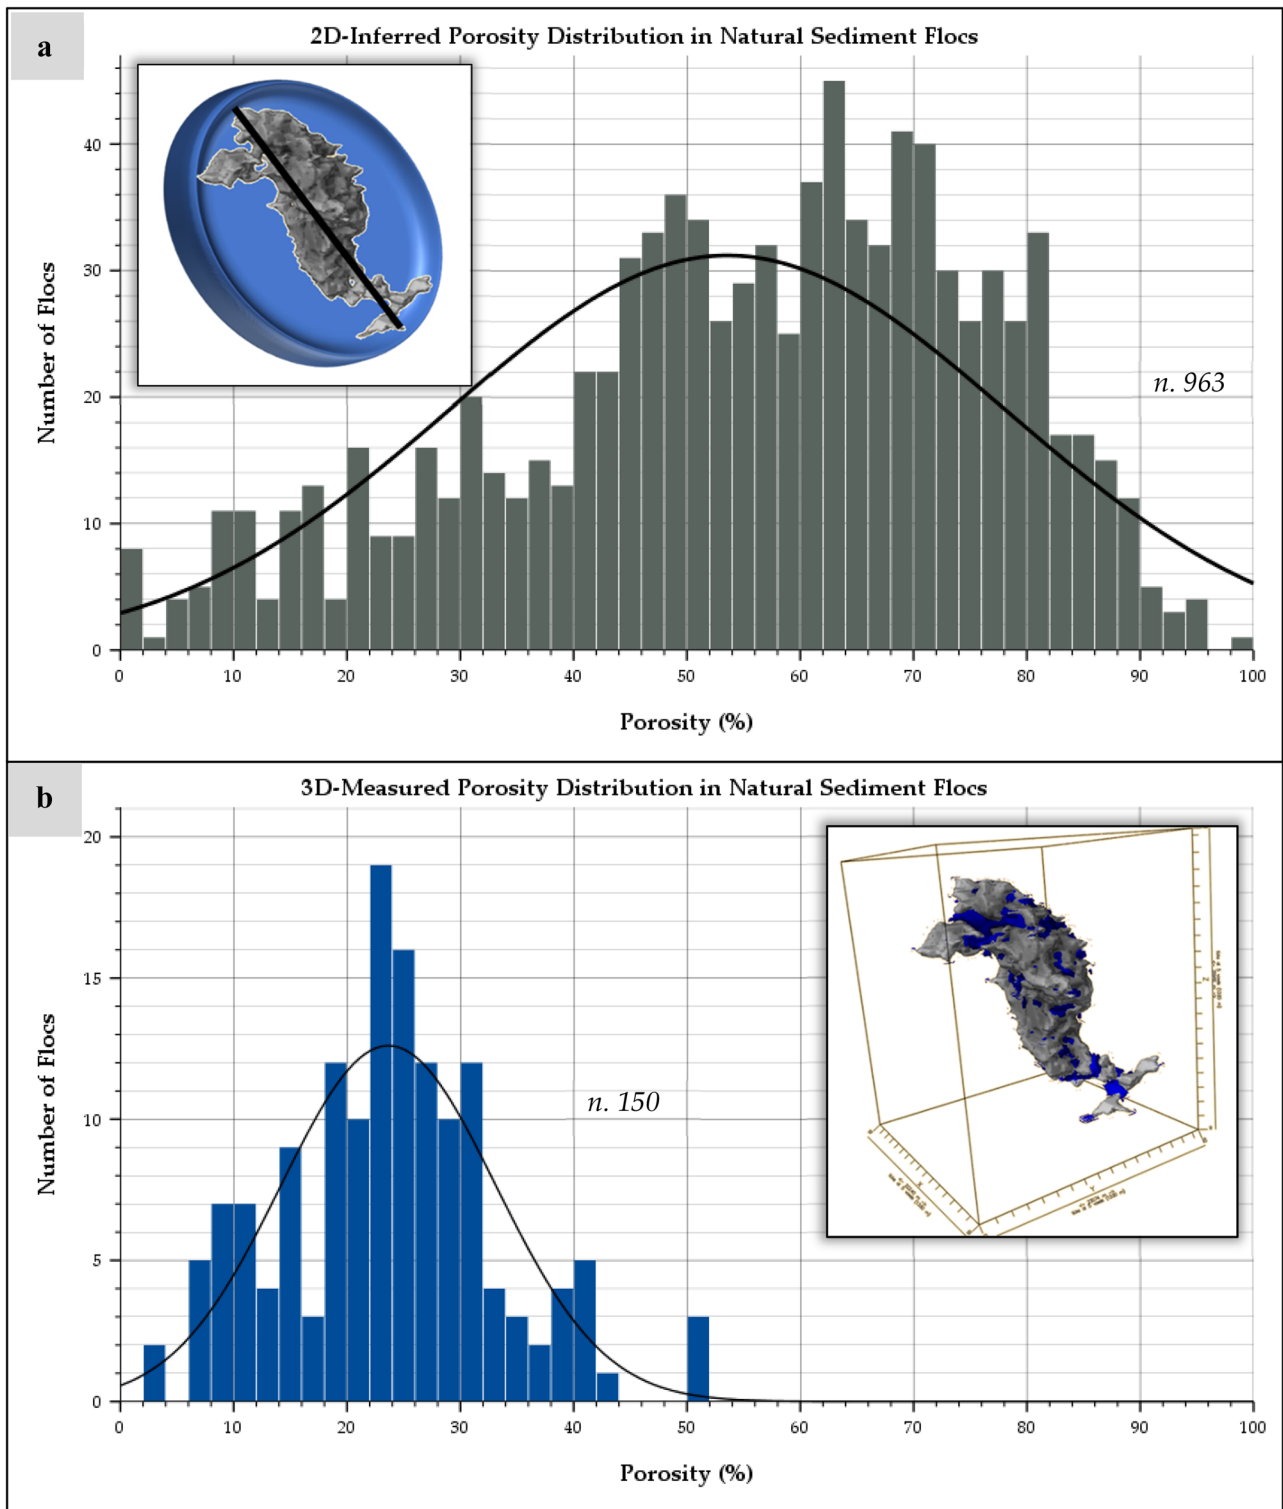 a
2D-Inferred Porosity Distribution in Natural Sediment Flocs
40
30
20
10
0
Number of Flocs
n. 963
0 10 20 30 40 50 60 70 80 90 100
Porosity (%)
b
3D-Measured Porosity Distribution in Natural Sediment Flocs
20
15
10
5
0
Number of Flocs
n. 150
0 10 20 30 40 50 60 70 80 90 100
Porosity (%)